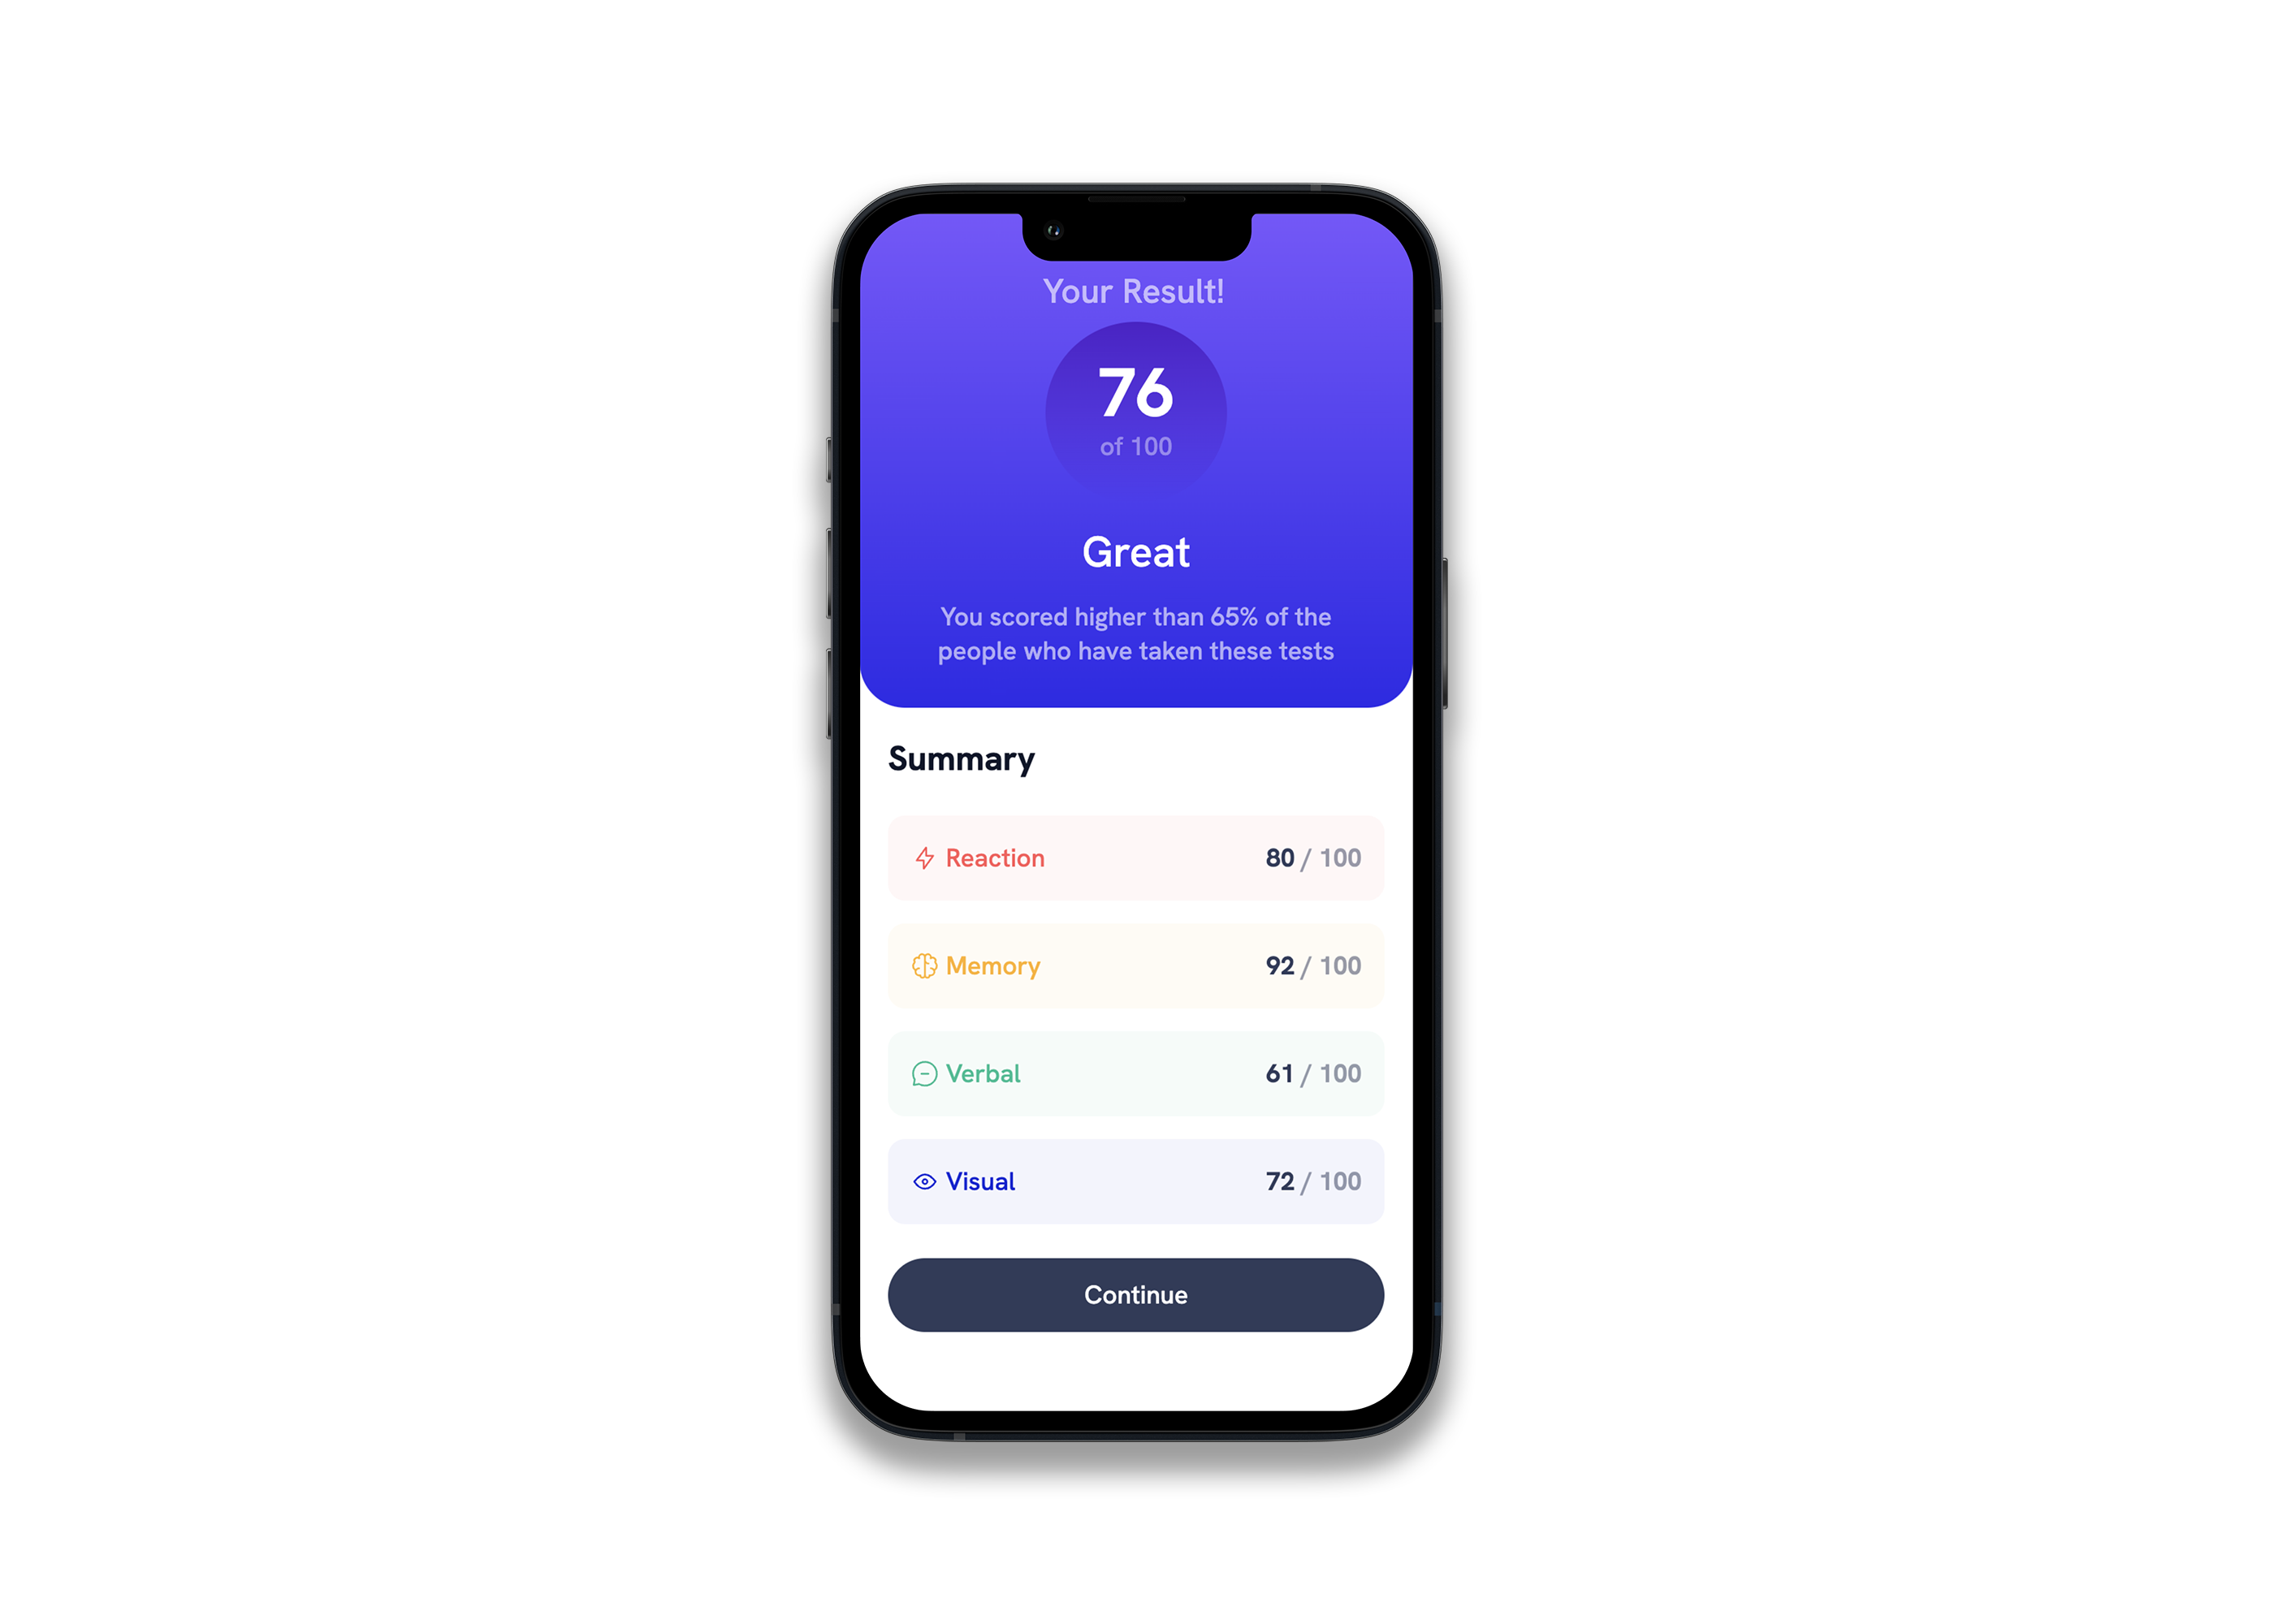 Your Result!
76
of 100
Great
You scored higher than 65% of the
people who have taken these tests
Summary
Reaction 80 / 100
Memory 92 / 100
Verbal 61 / 100
Visual 72 / 100
Continue